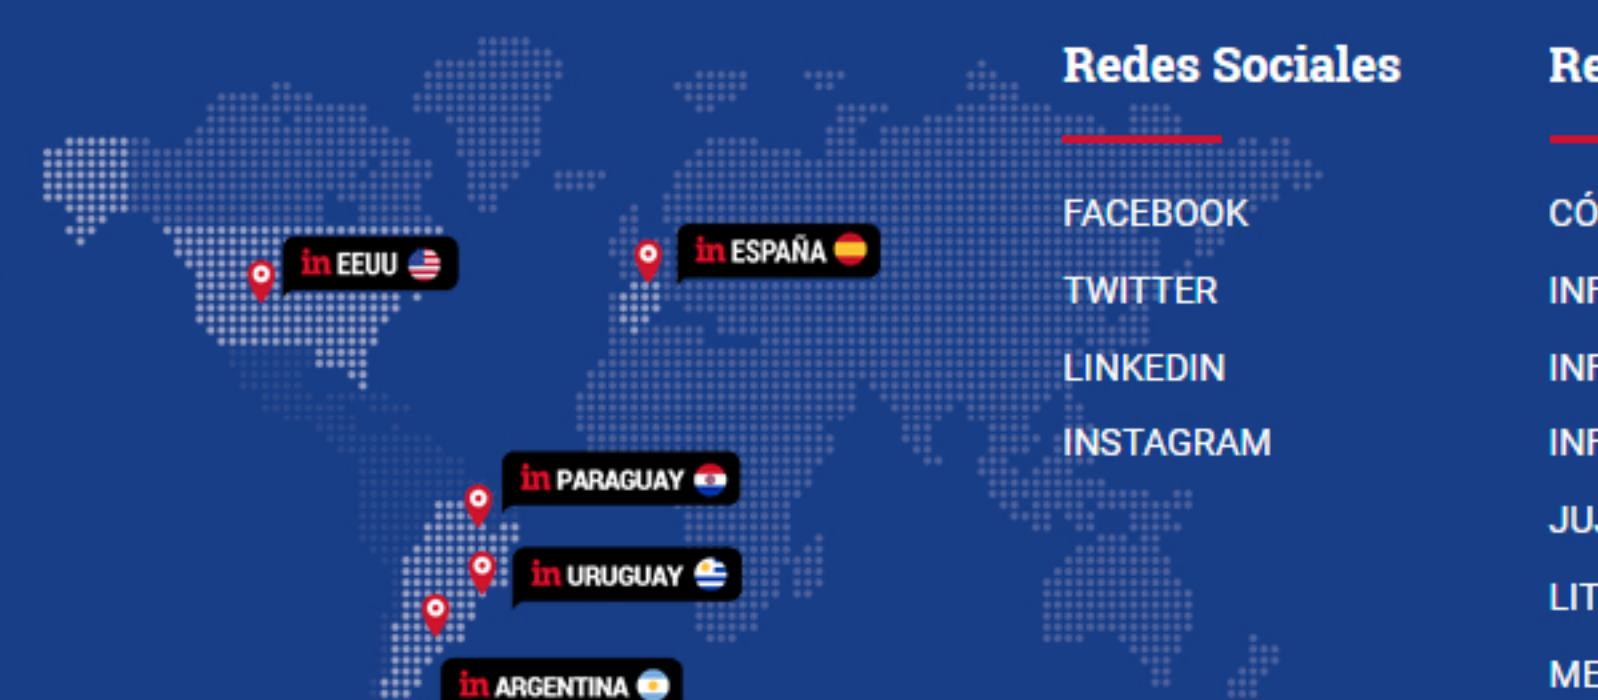 Redes Sociales
FACEBOOK
TWITTER
LINKEDIN
INSTAGRAM
in EEUU
in ESPAÑA
in PARAGUAY
in URUGUAY
in ARGENTINA